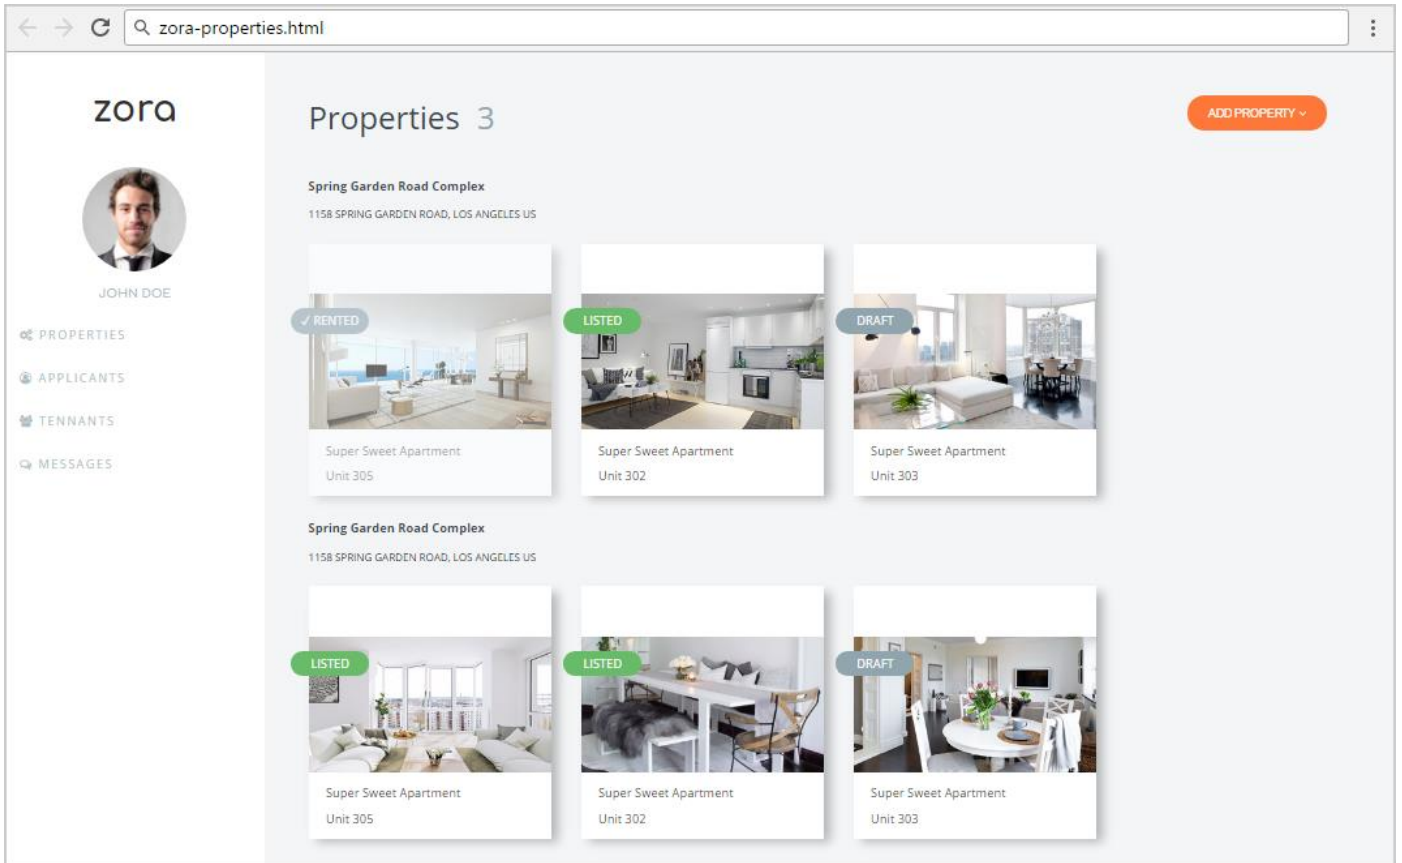 zora-properties.html
zora
JOHN DOE
PROPERTIES
APPLICANTS
TENNANTS
MESSAGES
Properties 3
ADD PROPERTY
Spring Garden Road Complex
1158 SPRING GARDEN ROAD, LOS ANGELES US
✓ RENTED
LISTED
DRAFT
Super Sweet Apartment
Unit 305
Super Sweet Apartment
Unit 302
Super Sweet Apartment
Unit 303
Spring Garden Road Complex
1158 SPRING GARDEN ROAD, LOS ANGELES US
LISTED
LISTED
DRAFT
Super Sweet Apartment
Unit 305
Super Sweet Apartment
Unit 302
Super Sweet Apartment
Unit 303